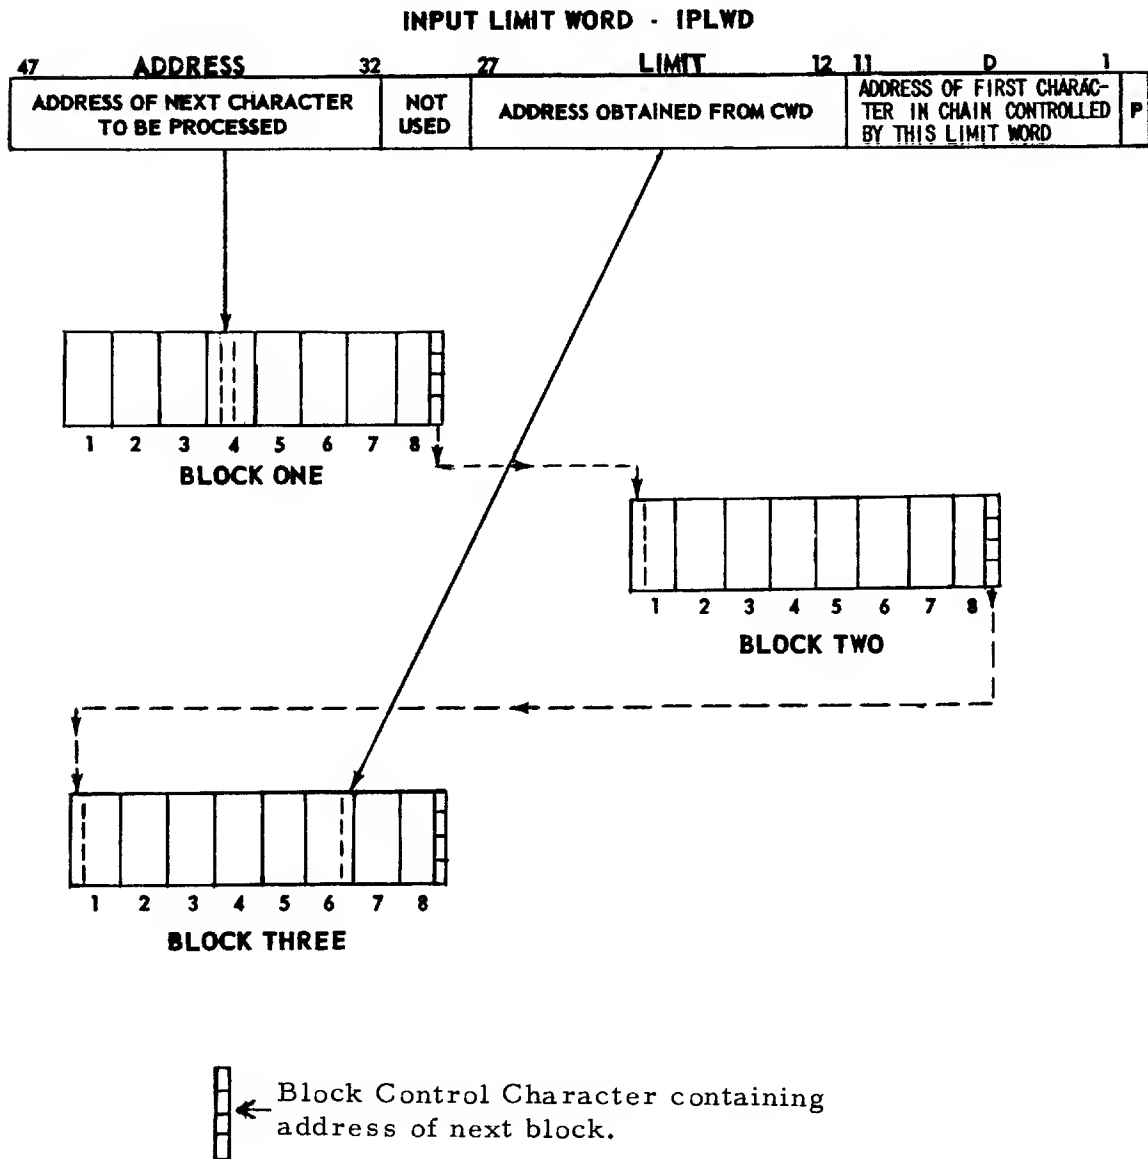 INPUT LIMIT WORD - IPLWD
47 ADDRESS 32 27 LIMIT 12 11 D 1
ADDRESS OF NEXT CHARACTER
TO BE PROCESSED
NOT
USED
ADDRESS OBTAINED FROM CWD
ADDRESS OF FIRST CHARAC-
TER IN CHAIN CONTROLLED
BY THIS LIMIT WORD
P
1 2 3 4 5 6 7 8
BLOCK ONE
1 2 3 4 5 6 7 8
BLOCK TWO
1 2 3 4 5 6 7 8
BLOCK THREE
Block Control Character containing
address of next block.